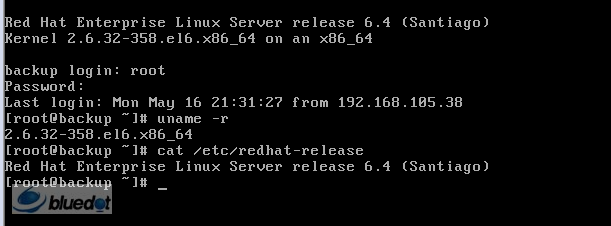 Red Hat Enterprise Linux Server release 6.4 (Santiago)
Kernel 2.6.32-358.el6.x86_64 on an x86_64
backup login: root
Password:
Last login: Mon May 16 21:31:27 from 192.168.105.38
[root@backup ~]# uname -r
2.6.32-358.el6.x86_64
[root@backup ~]# cat /etc/redhat-release
Red Hat Enterprise Linux Server release 6.4 (Santiago)
[root@backup ~]# _
bluedot